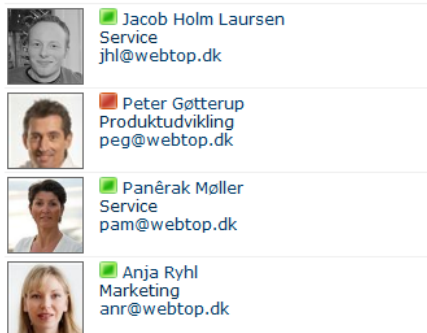 Jacob Holm Laursen
Service
jhl@webtop.dk
Peter Gøtterup
Produktudvikling
peg@webtop.dk
Panêrak Møller
Service
pam@webtop.dk
Anja Ryhl
Marketing
anr@webtop.dk